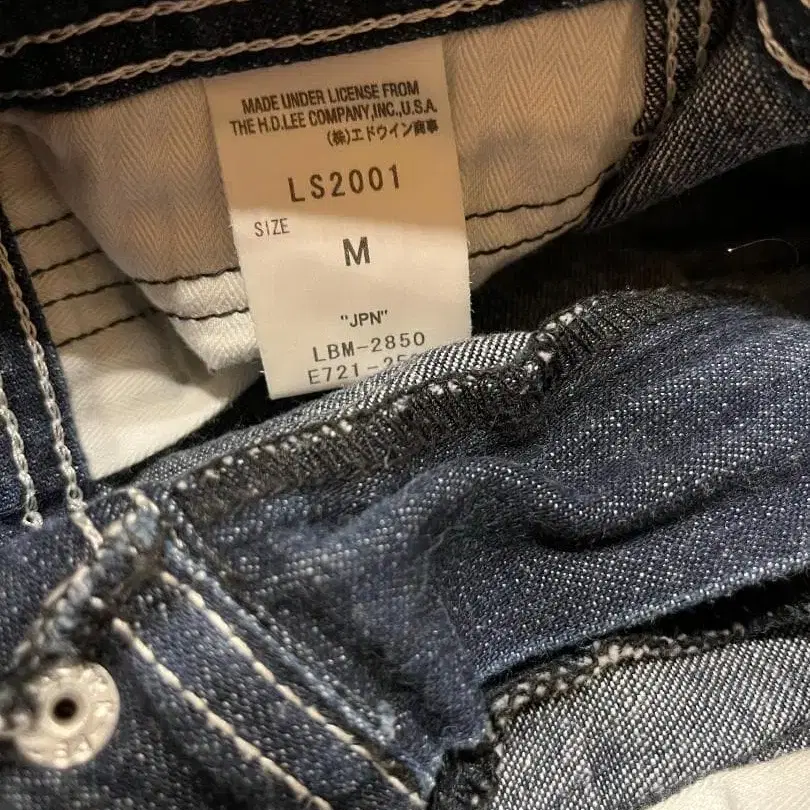 MADE UNDER LICENSE FROM
THE H.D.LEE COMPANY,INC.,U.S.A.
(株)エドウイン商事
LS2001
SIZE
M
"JPN"
LBM-2850